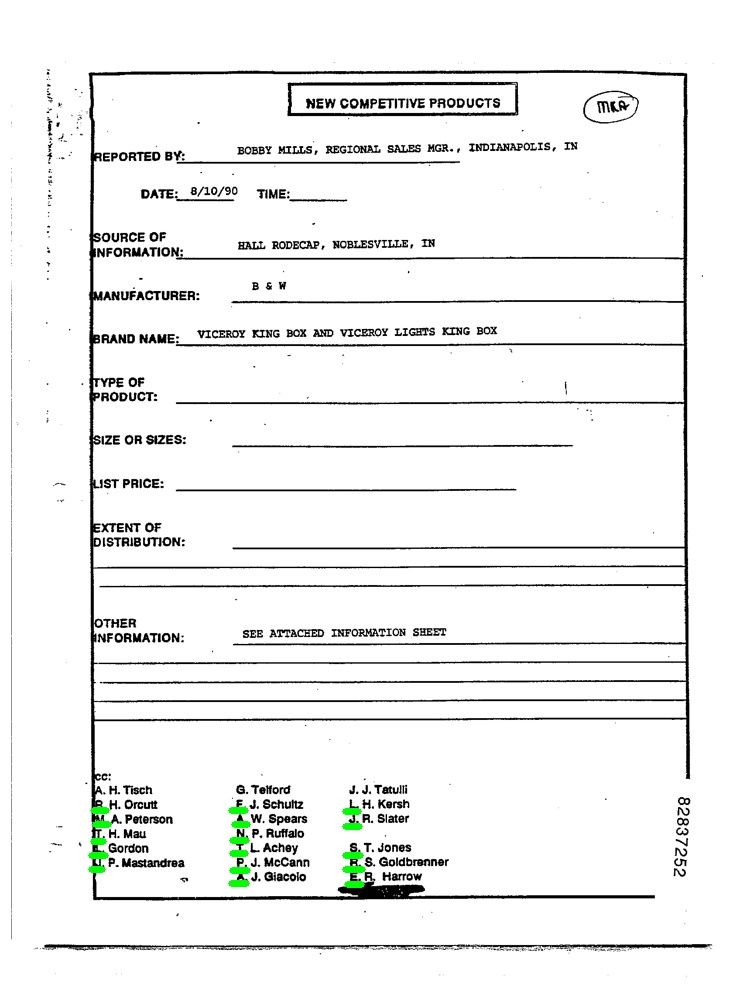 NEW COMPETITIVE PRODUCTS
MKA
REPORTED BY: BOBBY MILLS, REGIONAL SALES MGR., INDIANAPOLIS, IN
DATE: 8/10/90 TIME:
SOURCE OF
INFORMATION: HALL RODECAP, NOBLESVILLE, IN
MANUFACTURER: B & W
BRAND NAME: VICEROY KING BOX AND VICEROY LIGHTS KING BOX
TYPE OF
PRODUCT:
SIZE OR SIZES:
LIST PRICE:
EXTENT OF
DISTRIBUTION:
OTHER
INFORMATION: SEE ATTACHED INFORMATION SHEET
cc:
A. H. Tisch G. Telford J. J. Tatulli
R. H. Orcutt F. J. Schultz L. H. Kersh
M. A. Peterson A. W. Spears J. R. Slater
T. H. Mau N. P. Ruffalo
L. Gordon T. L. Achey S. T. Jones
J. P. Mastandrea P. J. McCann R. S. Goldbrenner
A. J. Giacolo E. R. Harrow
82837252